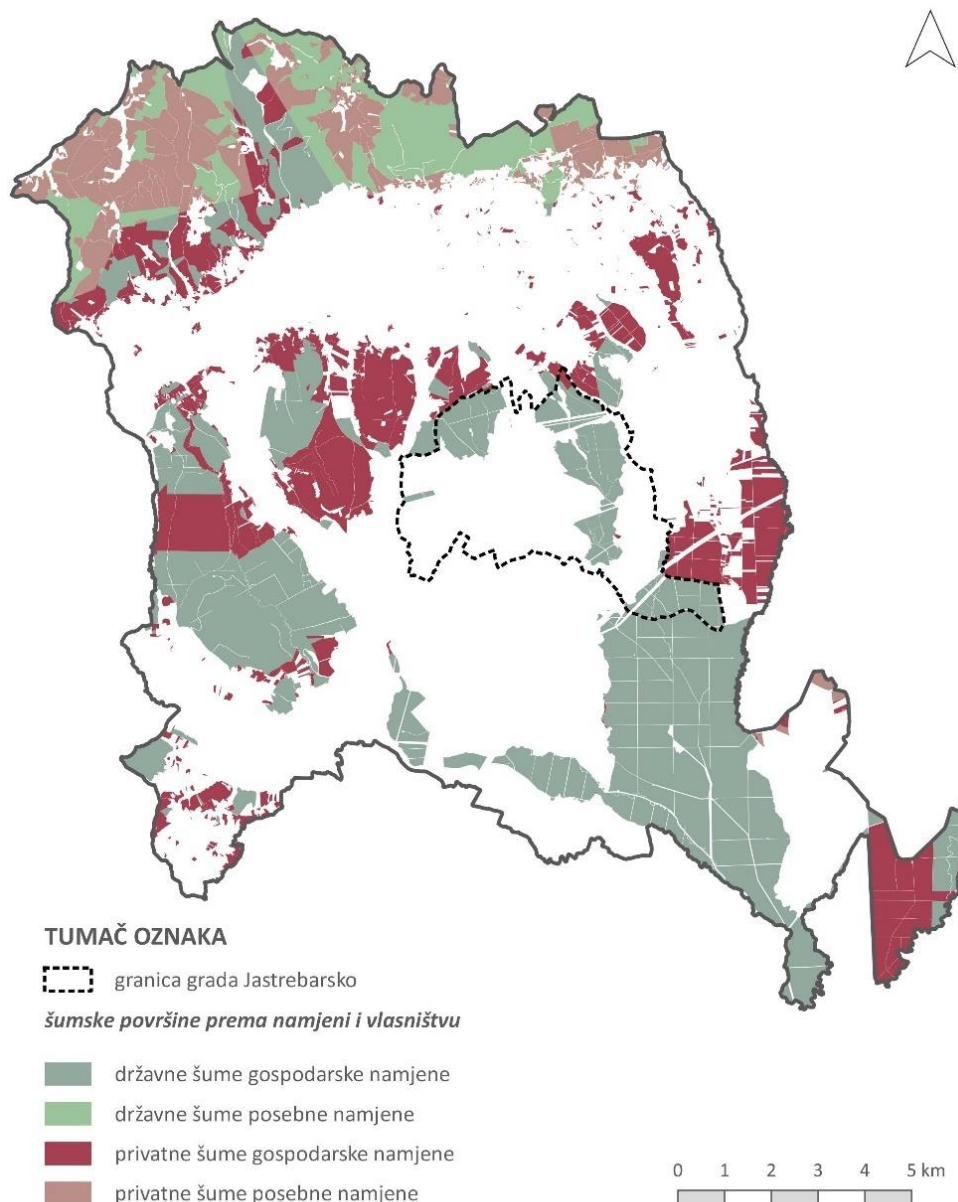 TUMAČ OZNAKA
granica grada Jastrebarsko
šumske površine prema namjeni i vlasništvu
državne šume gospodarske namjene
državne šume posebne namjene
privatne šume gospodarske namjene
privatne šume posebne namjene
0 1 2 3 4 5 km